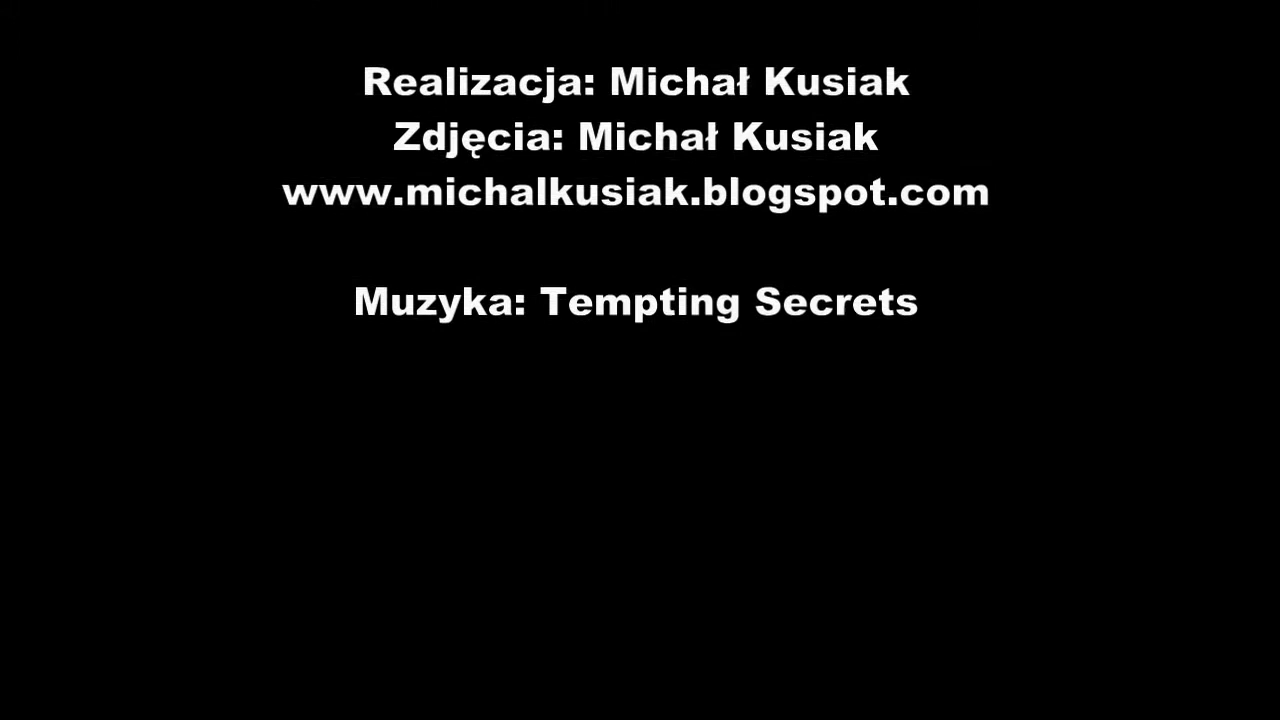 Realizacja: Michał Kusiak
Zdjęcia: Michał Kusiak
www.michalkusiak.blogspot.com
Muzyka: Tempting Secrets